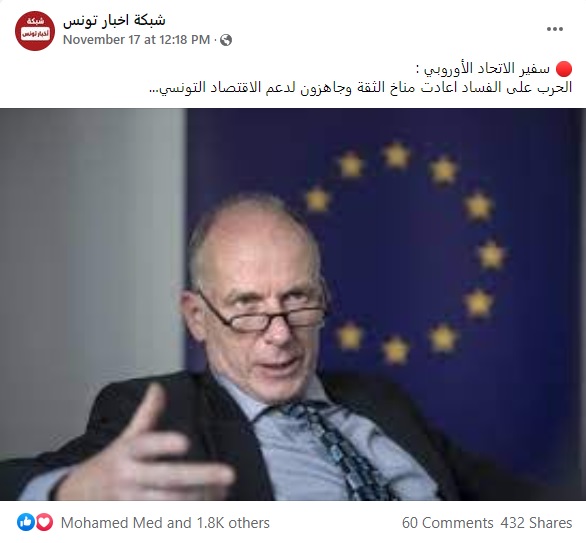 شبكة اخبار تونس
شبكة
أخبار تونس
November 17 at 12:18 PM ·
سفير الاتحاد الأوروبي :
الحرب على الفساد اعادت مناخ الثقة وجاهزون لدعم الاقتصاد التونسي...
Mohamed Med and 1.8K others
60 Comments 432 Shares